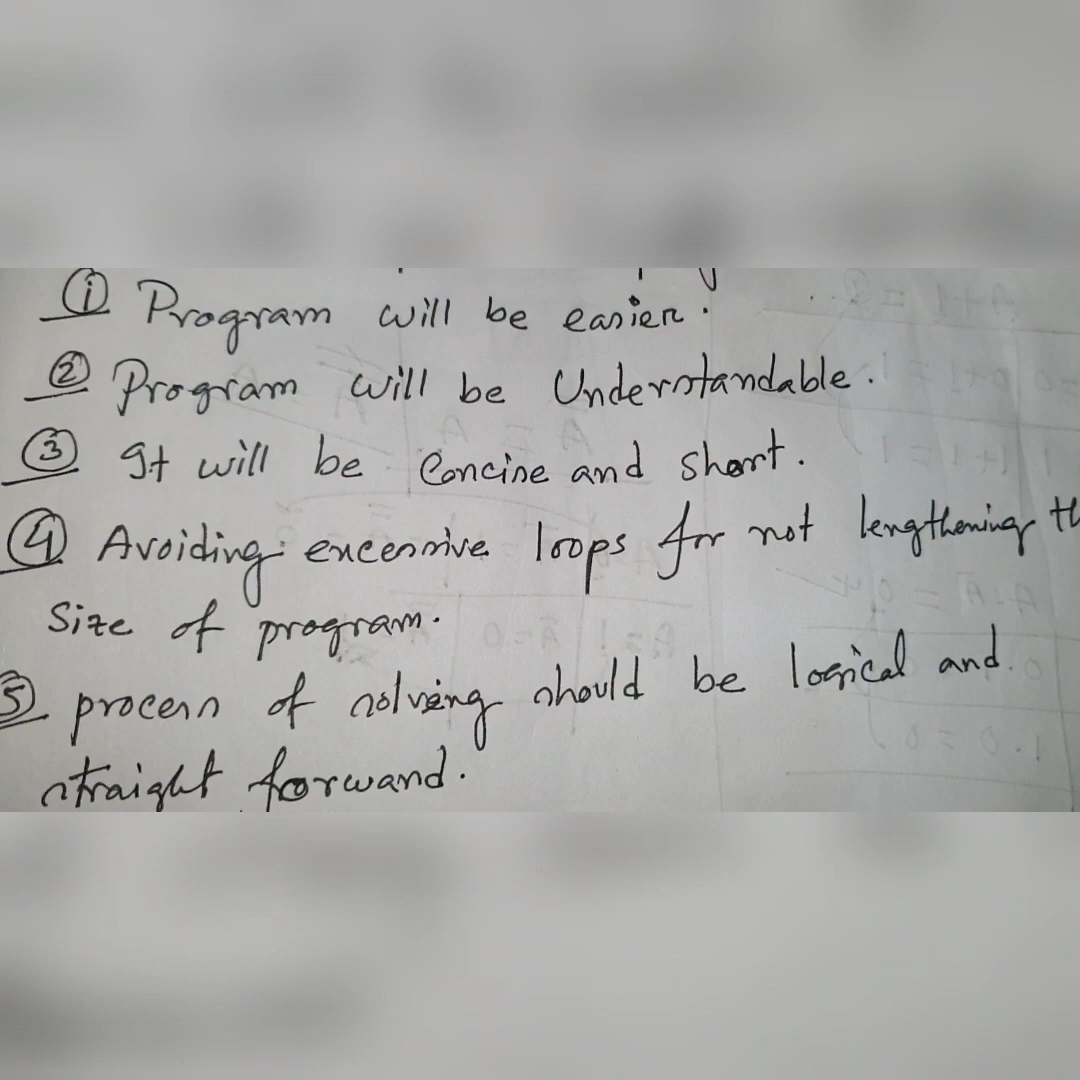 ① Program will be easier.
② Program will be Understandable.
③ It will be Concise and short.
④ Avoiding excessive loops for not lengthening th
Size of program.
⑤ process of solving should be logical and
straight forward.